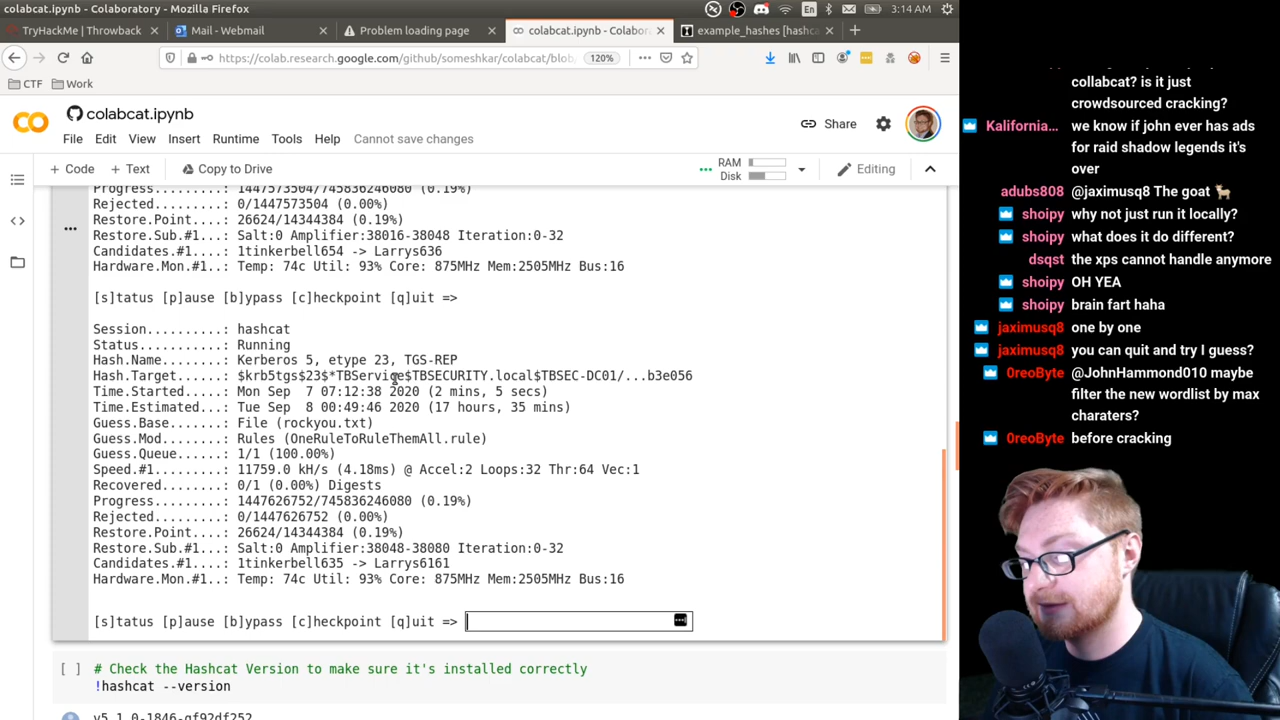 colabcat.ipynb - Colaboratory - Mozilla Firefox
En
3:14 AM
TryHackMe | Throwback
Mail - Webmail
Problem loading page
colabcat.ipynb - Colabor
example_hashes [hashca
https://colab.research.google.com/github/someshkar/colabcat/blob
120%
CTF
Work
CO
colabcat.ipynb
Share
File Edit View Insert Runtime Tools Help Cannot save changes
+ Code + Text Copy to Drive
RAM
Disk
Editing
Progress.........: 1447573504/745836246080 (0.19%)
Rejected.........: 0/1447573504 (0.00%)
Restore.Point....: 26624/14344384 (0.19%)
Restore.Sub.#1...: Salt:0 Amplifier:38016-38048 Iteration:0-32
Candidates.#1....: 1tinkerbell654 -> Larrys636
Hardware.Mon.#1..: Temp: 74c Util: 93% Core: 875MHz Mem:2505MHz Bus:16
[s]tatus [p]ause [b]ypass [c]heckpoint [q]uit =>
Session..........: hashcat
Status...........: Running
Hash.Name........: Kerberos 5, etype 23, TGS-REP
Hash.Target......: $krb5tgs$23$*TBService$TBSECURITY.local$TBSEC-DC01/...b3e056
Time.Started.....: Mon Sep  7 07:12:38 2020 (2 mins, 5 secs)
Time.Estimated...: Tue Sep  8 00:49:46 2020 (17 hours, 35 mins)
Guess.Base.......: File (rockyou.txt)
Guess.Mod........: Rules (OneRuleToRuleThemAll.rule)
Guess.Queue......: 1/1 (100.00%)
Speed.#1.........: 11759.0 kH/s (4.18ms) @ Accel:2 Loops:32 Thr:64 Vec:1
Recovered........: 0/1 (0.00%) Digests
Progress.........: 1447626752/745836246080 (0.19%)
Rejected.........: 0/1447626752 (0.00%)
Restore.Point....: 26624/14344384 (0.19%)
Restore.Sub.#1...: Salt:0 Amplifier:38048-38080 Iteration:0-32
Candidates.#1....: 1tinkerbell635 -> Larrys6161
Hardware.Mon.#1..: Temp: 74c Util: 93% Core: 875MHz Mem:2505MHz Bus:16
[s]tatus [p]ause [b]ypass [c]heckpoint [q]uit =>
[ ] # Check the Hashcat Version to make sure it's installed correctly
!hashcat --version
v5.1.0-1846-gf92df252
collabcat? is it just
crowdsourced cracking?
Kalifornia... we know if john ever has ads
for raid shadow legends it's
over
adubs808 @jaximusq8 The goat 🐐
shoipy why not just run it locally?
shoipy what does it do different?
dsqst the xps cannot handle anymore
shoipy OH YEA
shoipy brain fart haha
jaximusq8 one by one
jaximusq8 you can quit and try I guess?
0reoByte @JohnHammond010 maybe
filter the new wordlist by max
charaters?
0reoByte before cracking